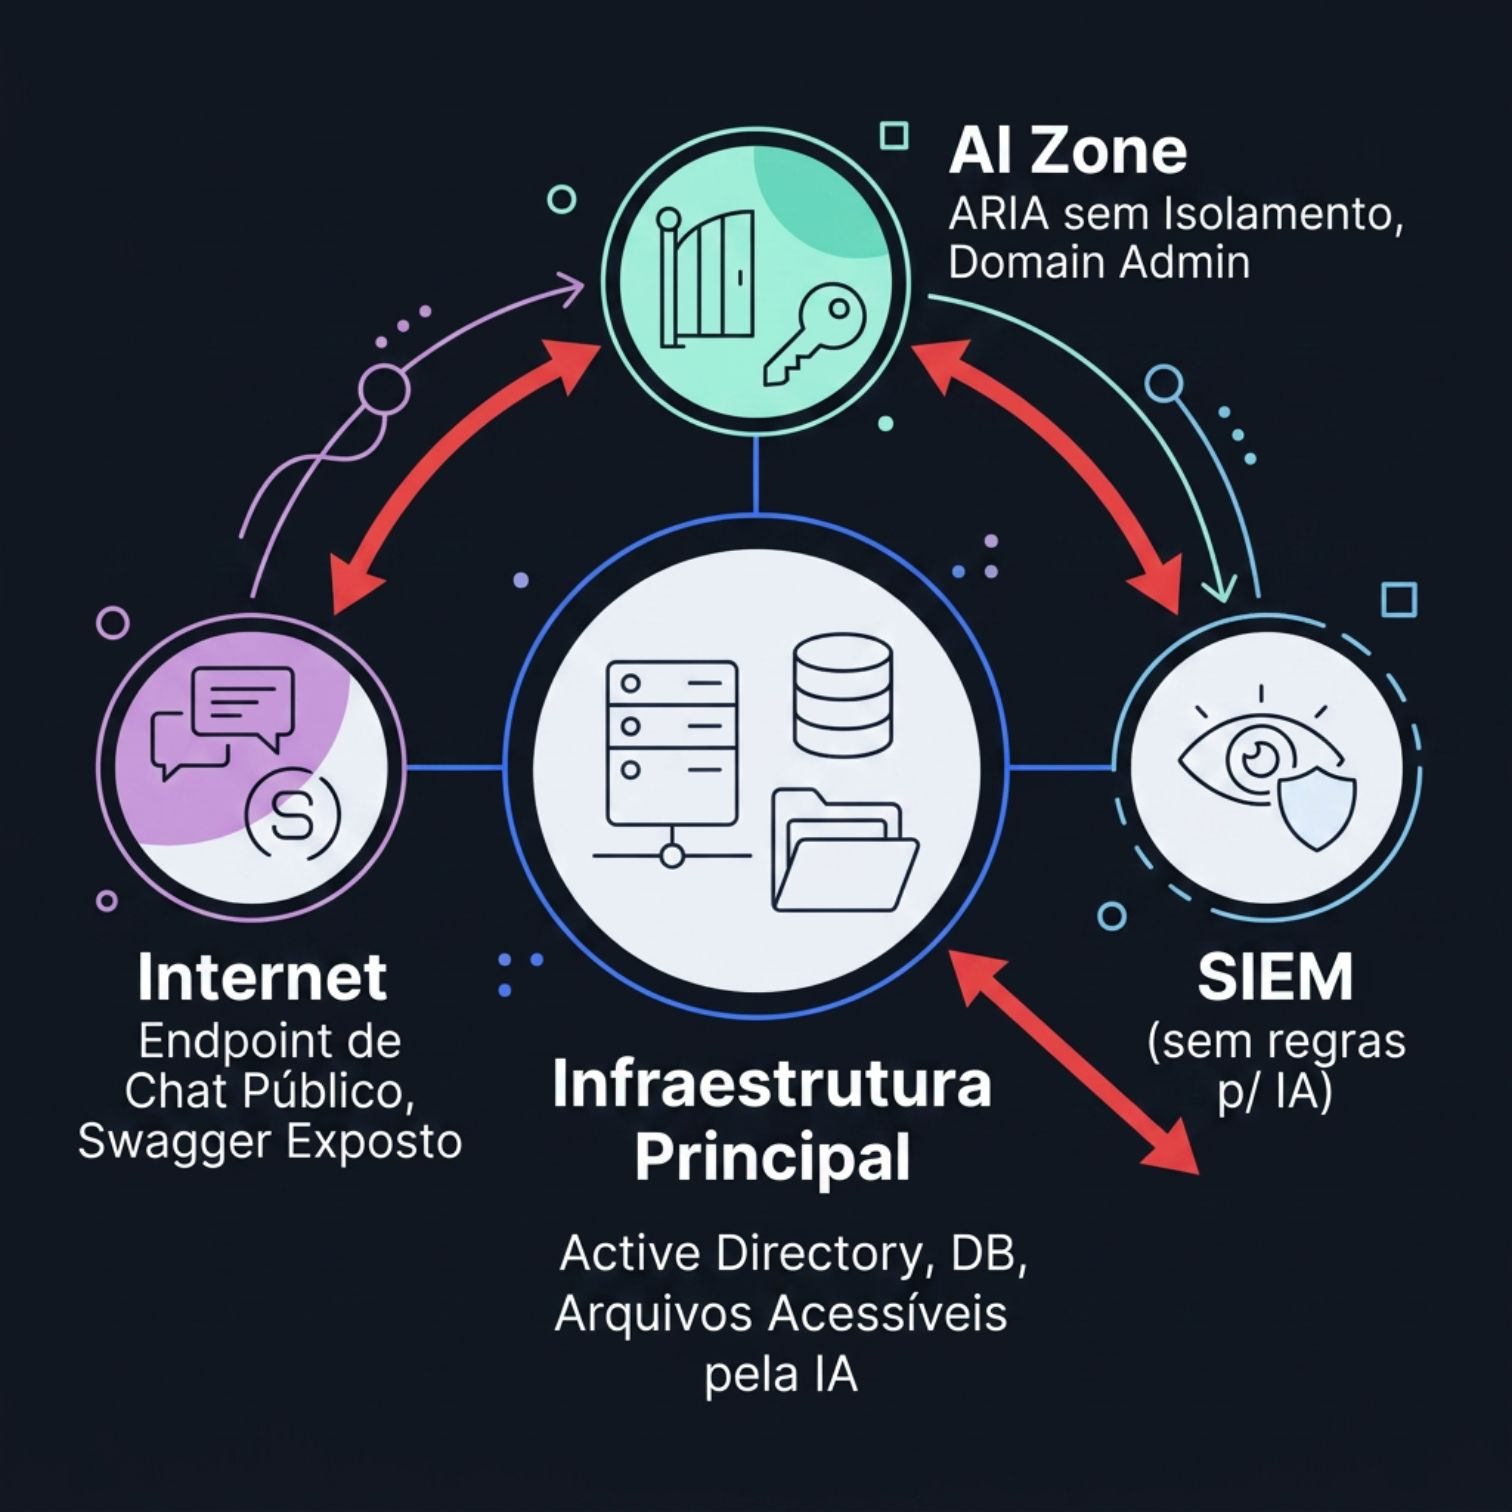 AI Zone
ARIA sem Isolamento,
Domain Admin
Internet
Endpoint de
Chat Público,
Swagger Exposto
Infraestrutura
Principal
Active Directory, DB,
Arquivos Acessíveis
pela IA
SIEM
(sem regras
p/ IA)
S